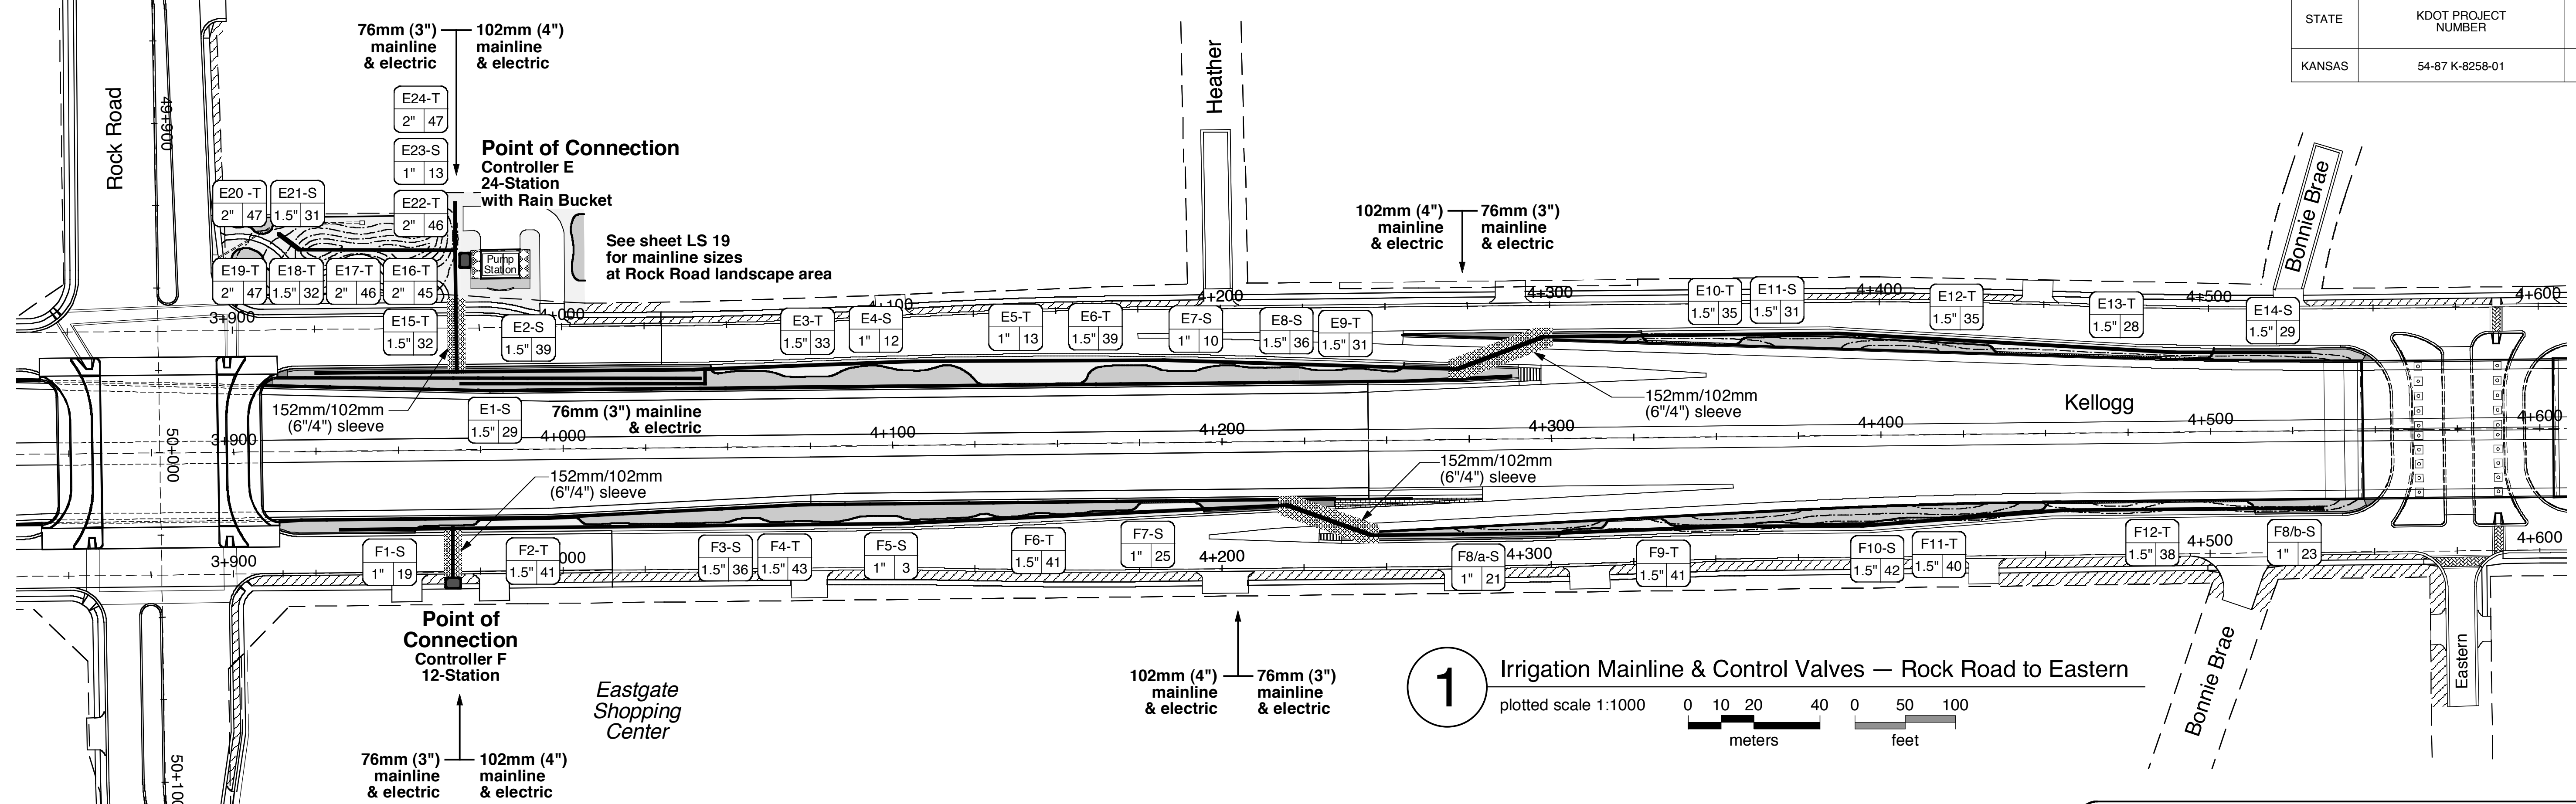 STATE
KDOT PROJECT
NUMBER
KANSAS
54-87 K-8258-01
76mm (3")
mainline
& electric
102mm (4")
mainline
& electric
Rock Road
49+900
Heather
Bonnie Brae
E24-T
2" 47
E23-S
1" 13
E22-T
2" 46
E20 -T
2" 47
E21-S
1.5" 31
Point of Connection
Controller E
24-Station
with Rain Bucket
See sheet LS 19
for mainline sizes
at Rock Road landscape area
Pump
Station
102mm (4")
mainline
& electric
76mm (3")
mainline
& electric
E19-T
2" 47
E18-T
1.5" 32
E17-T
2" 46
E16-T
2" 45
E15-T
1.5" 32
E2-S
1.5" 39
E3-T
1.5" 33
E4-S
1" 12
E5-T
1" 13
E6-T
1.5" 39
E7-S
1" 10
E8-S
1.5" 36
E9-T
1.5" 31
E10-T
1.5" 35
E11-S
1.5" 31
E12-T
1.5" 35
E13-T
1.5" 28
E14-S
1.5" 29
3+900
+000
4+100
4+200
4+300
4+400
4+500
4+600
152mm/102mm
(6"/4") sleeve
E1-S
1.5" 29
76mm (3") mainline
& electric
152mm/102mm
(6"/4") sleeve
Kellogg
50+000
3+900
4+000
4+100
4+200
4+300
4+400
4+500
4+600
152mm/102mm
(6"/4") sleeve
152mm/102mm
(6"/4") sleeve
F1-S
1" 19
F2-T
1.5" 41
F3-S
1.5" 36
F4-T
1.5" 43
F5-S
1" 3
F6-T
1.5" 41
F7-S
1" 25
F8/a-S
1" 21
F9-T
1.5" 41
F10-S
1.5" 42
F11-T
1.5" 40
F12-T
1.5" 38
F8/b-S
1" 23
3+900
000
4+200
4+300
4+500
4+600
Point of
Connection
Controller F
12-Station
76mm (3")
mainline
& electric
102mm (4")
mainline
& electric
Eastgate
Shopping
Center
50+100
102mm (4")
mainline
& electric
76mm (3")
mainline
& electric
1
Irrigation Mainline & Control Valves — Rock Road to Eastern
plotted scale 1:1000
0 10 20 40
meters
0 50 100
feet
Bonnie Brae
Eastern